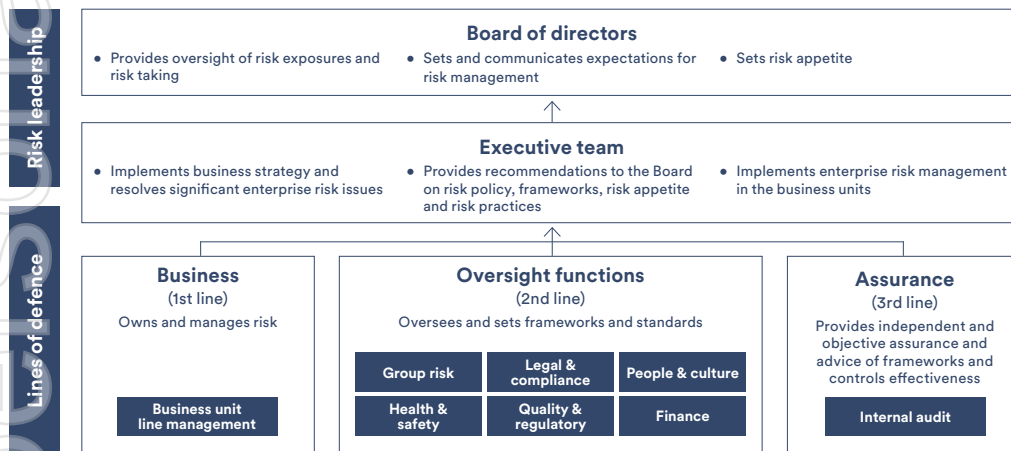 Risk leadership
Board of directors
• Provides oversight of risk exposures and
risk taking
• Sets and communicates expectations for
risk management
• Sets risk appetite
Executive team
• Implements business strategy and
resolves significant enterprise risk issues
• Provides recommendations to the Board
on risk policy, frameworks, risk appetite
and risk practices
• Implements enterprise risk management
in the business units
Lines of defence
Business
(1st line)
Owns and manages risk
Business unit
line management
Oversight functions
(2nd line)
Oversees and sets frameworks and standards
Group risk
Legal &
compliance
People & culture
Health &
safety
Quality &
regulatory
Finance
Assurance
(3rd line)
Provides independent and
objective assurance and
advice of frameworks and
controls effectiveness
Internal audit